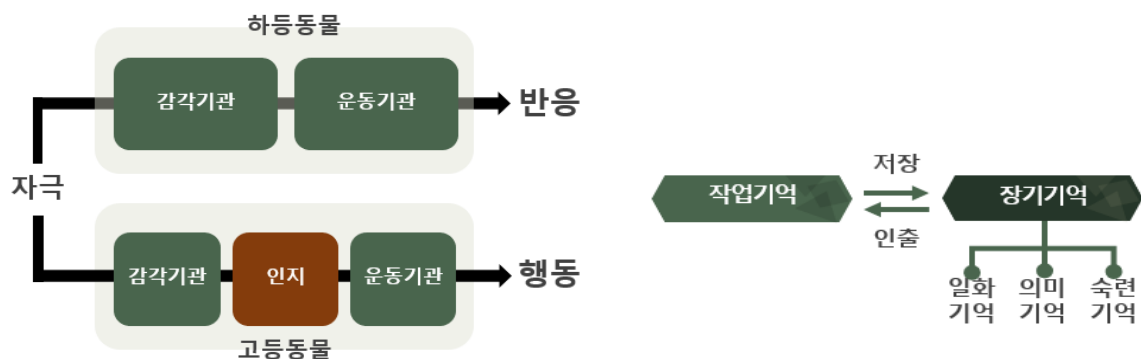 하등동물
감각기관
운동기관
반응
자극
감각기관
인지
운동기관
행동
고등동물
저장
작업기억
장기기억
인출
일화
기억
의미
기억
숙련
기억